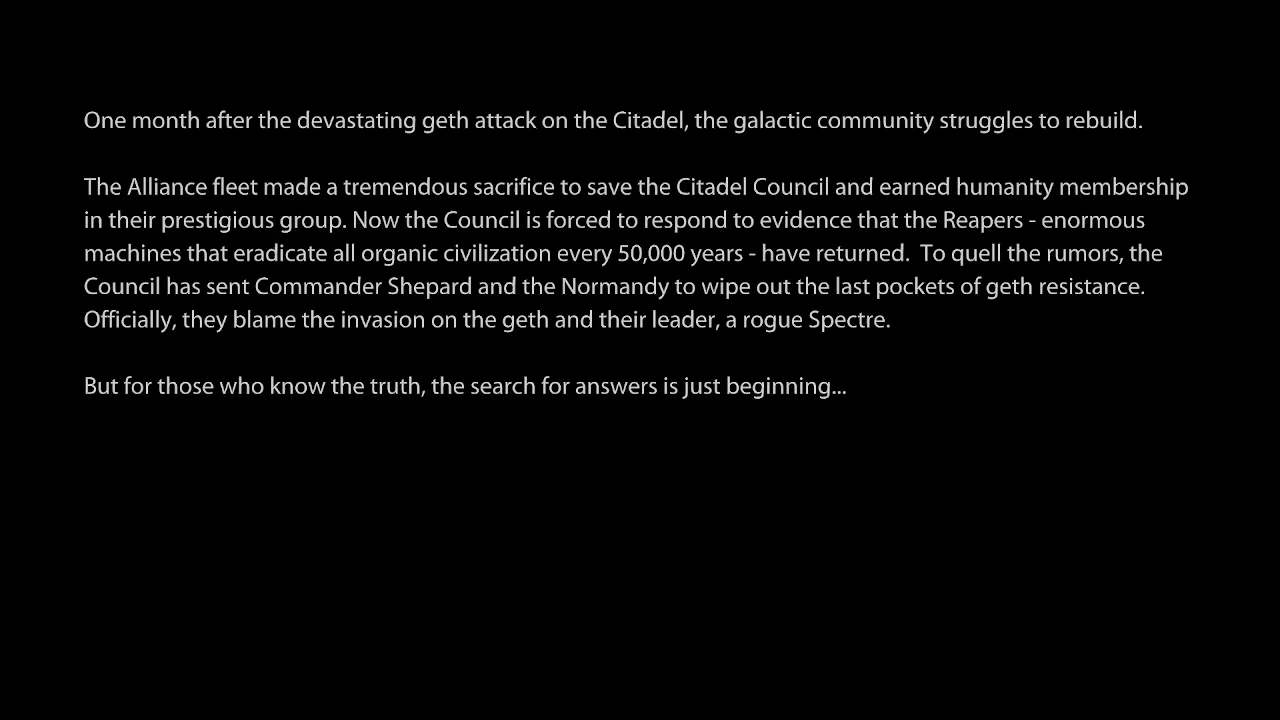 One month after the devastating geth attack on the Citadel, the galactic community struggles to rebuild.
The Alliance fleet made a tremendous sacrifice to save the Citadel Council and earned humanity membership
in their prestigious group. Now the Council is forced to respond to evidence that the Reapers - enormous
machines that eradicate all organic civilization every 50,000 years - have returned.  To quell the rumors, the
Council has sent Commander Shepard and the Normandy to wipe out the last pockets of geth resistance.
Officially, they blame the invasion on the geth and their leader, a rogue Spectre.
But for those who know the truth, the search for answers is just beginning...